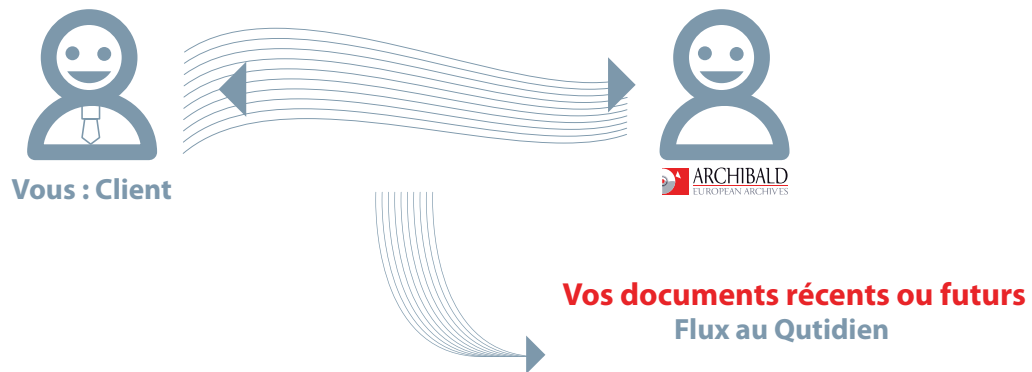 Vous : Client
ARCHIBALD
EUROPEAN ARCHIVES
Vos documents récents ou futurs
Flux au Qutidien